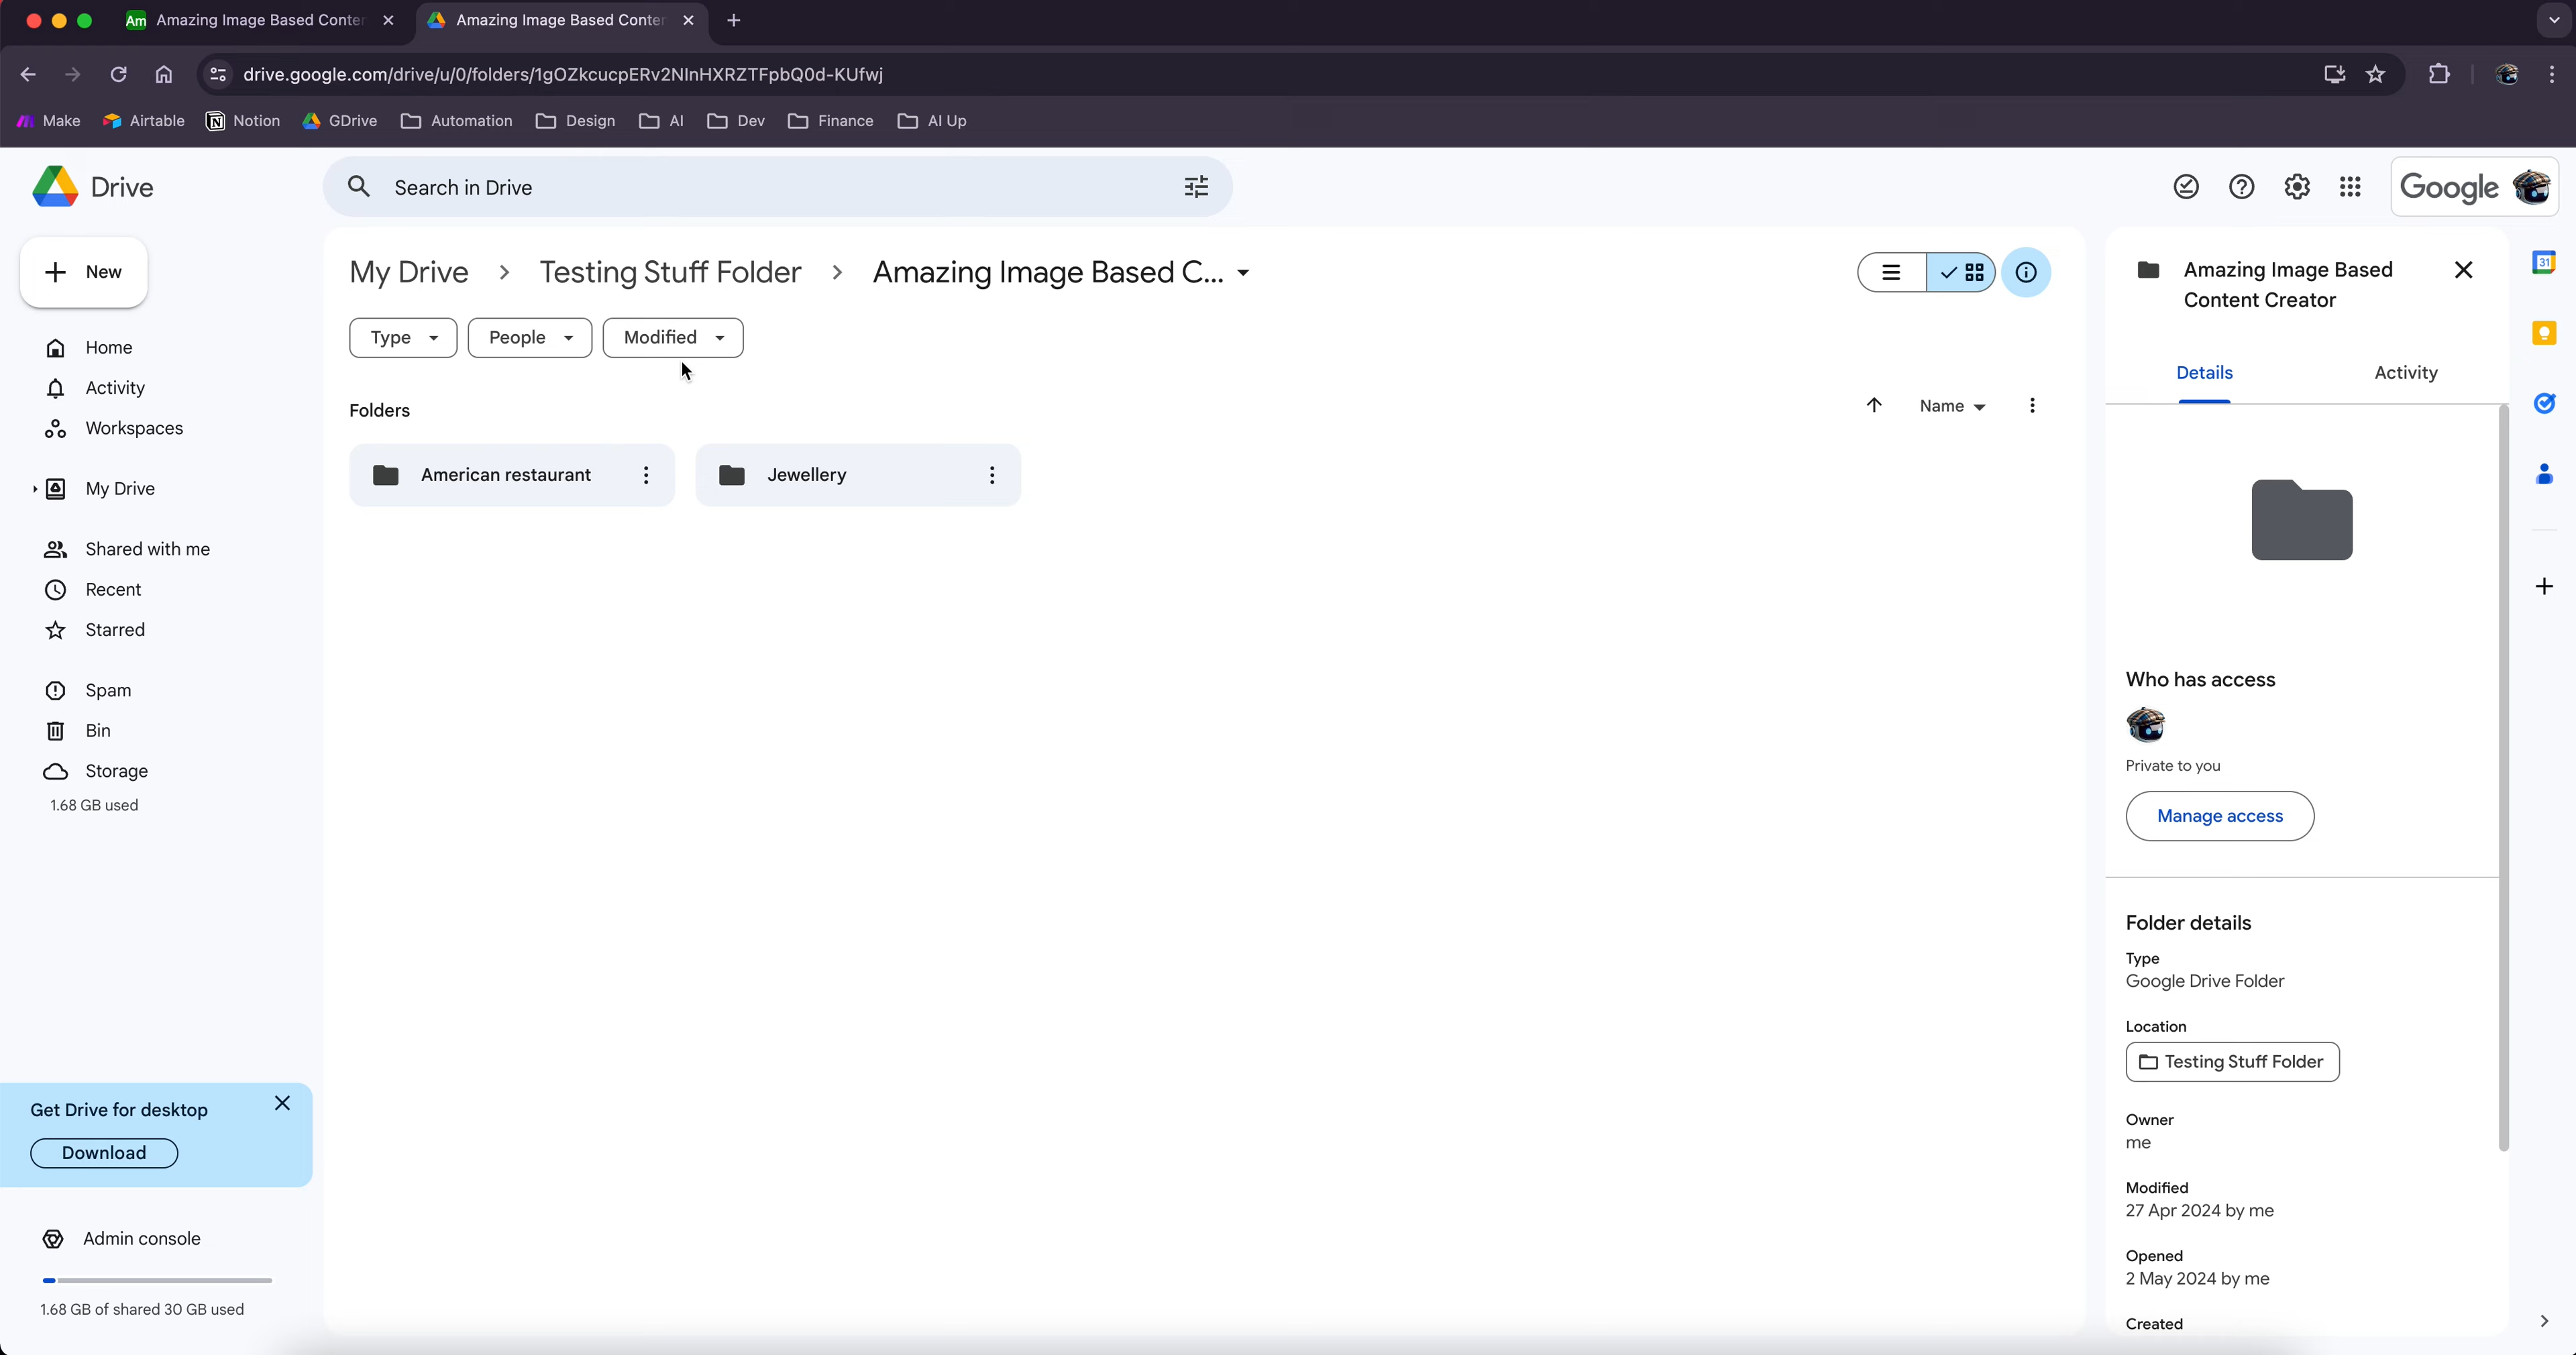 Am Amazing Image Based Conter
Amazing Image Based Conter
drive.google.com/drive/u/0/folders/1gOZkcucpERv2NInHXRZTFpbQ0d-KUfwj
Make
Airtable
Notion
GDrive
Automation
Design
AI
Dev
Finance
AI Up
Drive
Search in Drive
Google
New
Home
Activity
Workspaces
My Drive
Shared with me
Recent
Starred
Spam
Bin
Storage
1.68 GB used
Get Drive for desktop
Download
Admin console
1.68 GB of shared 30 GB used
My Drive > Testing Stuff Folder > Amazing Image Based C...
Type
People
Modified
Folders
Name
American restaurant
Jewellery
Amazing Image Based
Content Creator
Details
Activity
Who has access
Private to you
Manage access
Folder details
Type
Google Drive Folder
Location
Testing Stuff Folder
Owner
me
Modified
27 Apr 2024 by me
Opened
2 May 2024 by me
Created
31